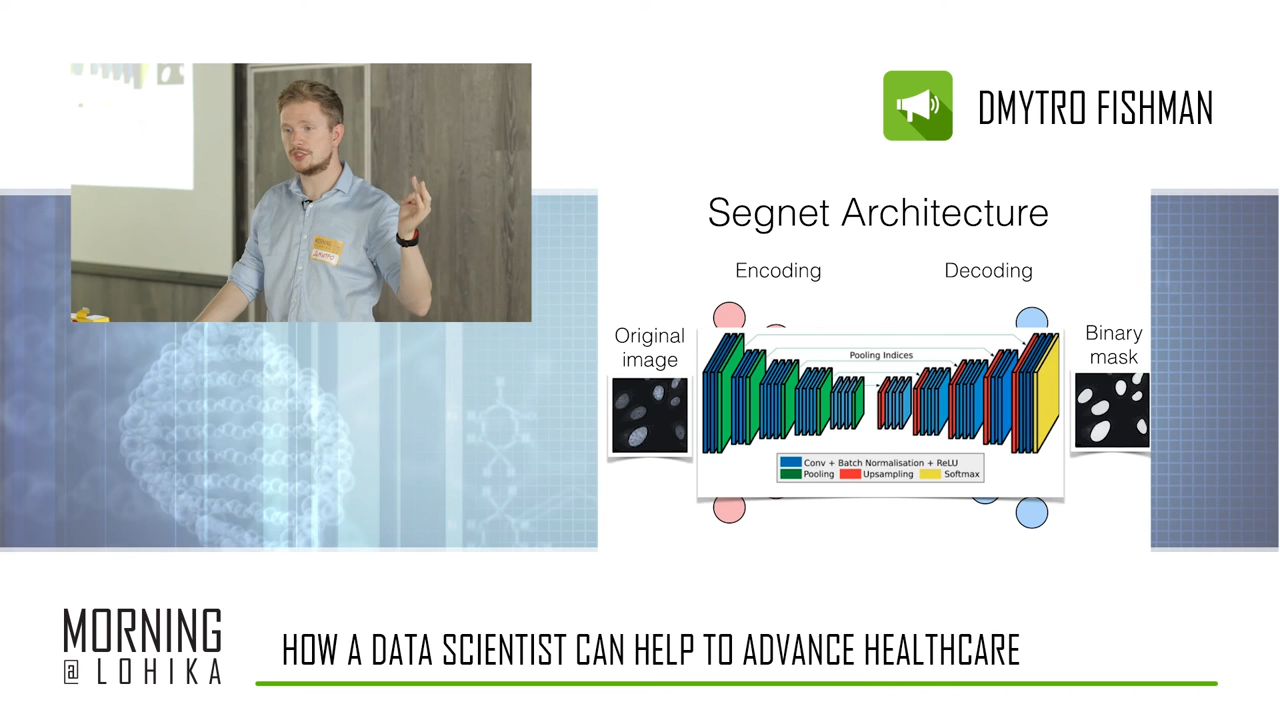 DMYTRO FISHMAN
Segnet Architecture
Encoding
Decoding
Original
image
Binary
mask
Pooling Indices
Conv + Batch Normalisation + ReLU
Pooling
Upsampling
Softmax
ДМИТРО
MORNING
@ LOHIKA
HOW A DATA SCIENTIST CAN HELP TO ADVANCE HEALTHCARE